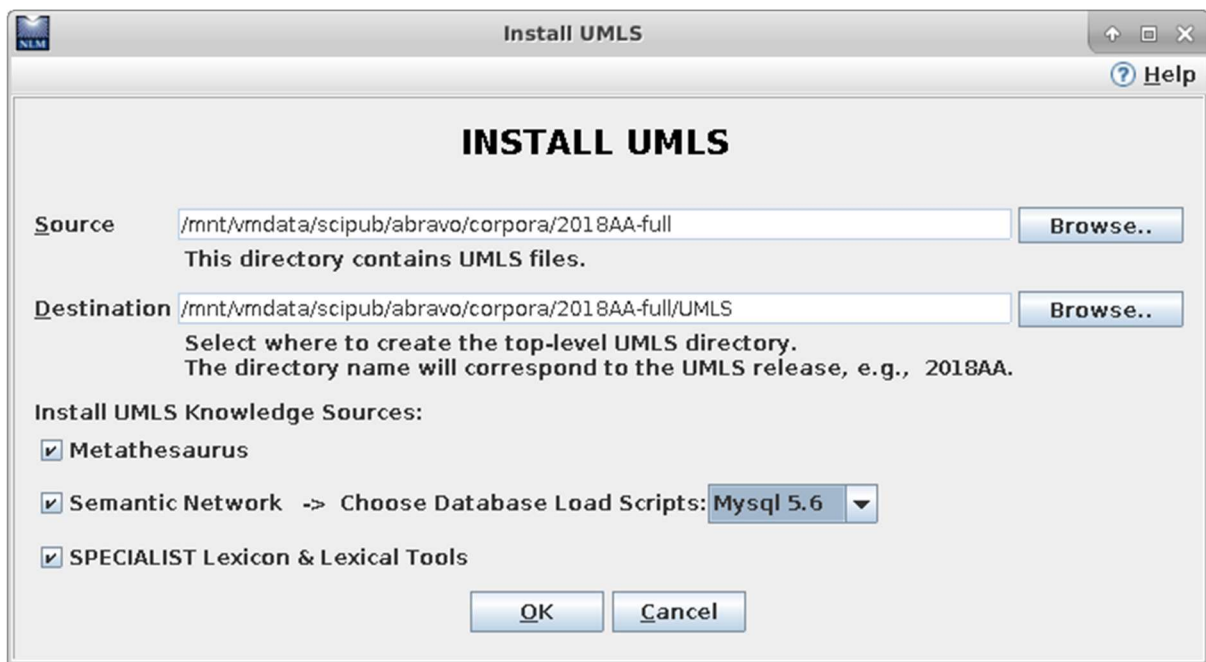 NLM
Install UMLS
? Help
INSTALL UMLS
Source /mnt/vmdata/scipub/abravo/corpora/2018AA-full Browse..
This directory contains UMLS files.
Destination /mnt/vmdata/scipub/abravo/corpora/2018AA-full/UMLS Browse..
Select where to create the top-level UMLS directory.
The directory name will correspond to the UMLS release, e.g., 2018AA.
Install UMLS Knowledge Sources:
Metathesaurus
Semantic Network -> Choose Database Load Scripts: Mysql 5.6
SPECIALIST Lexicon & Lexical Tools
OK Cancel